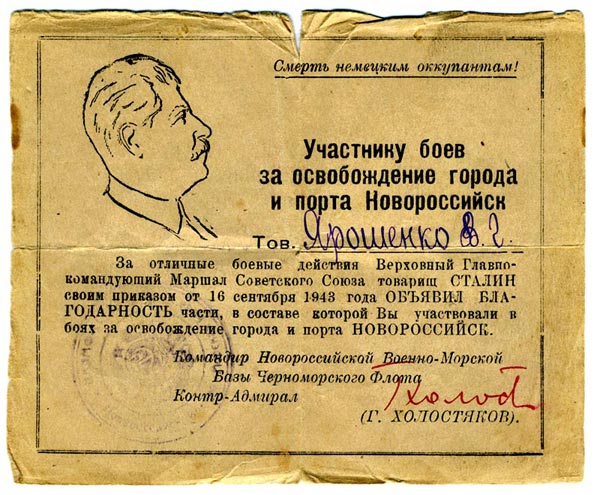 Смерть немецким оккупантам!
Участнику боев
за освобождение города
и порта Новороссийск
Тов. Ярошенко В. Г.
За отличные боевые действия Верховный Главно-
командующий Маршал Советского Союза товарищ СТАЛИН
своим приказом от 16 сентября 1943 года ОБЪЯВИЛ БЛА-
ГОДАРНОСТЬ части, в составе которой Вы участвовали в
боях за освобождение города и порта НОВОРОССИЙСК.
Командир Новороссийской Военно-Морской
Базы Черноморского Флота
Контр-Адмирал
(Г. ХОЛОСТЯКОВ).